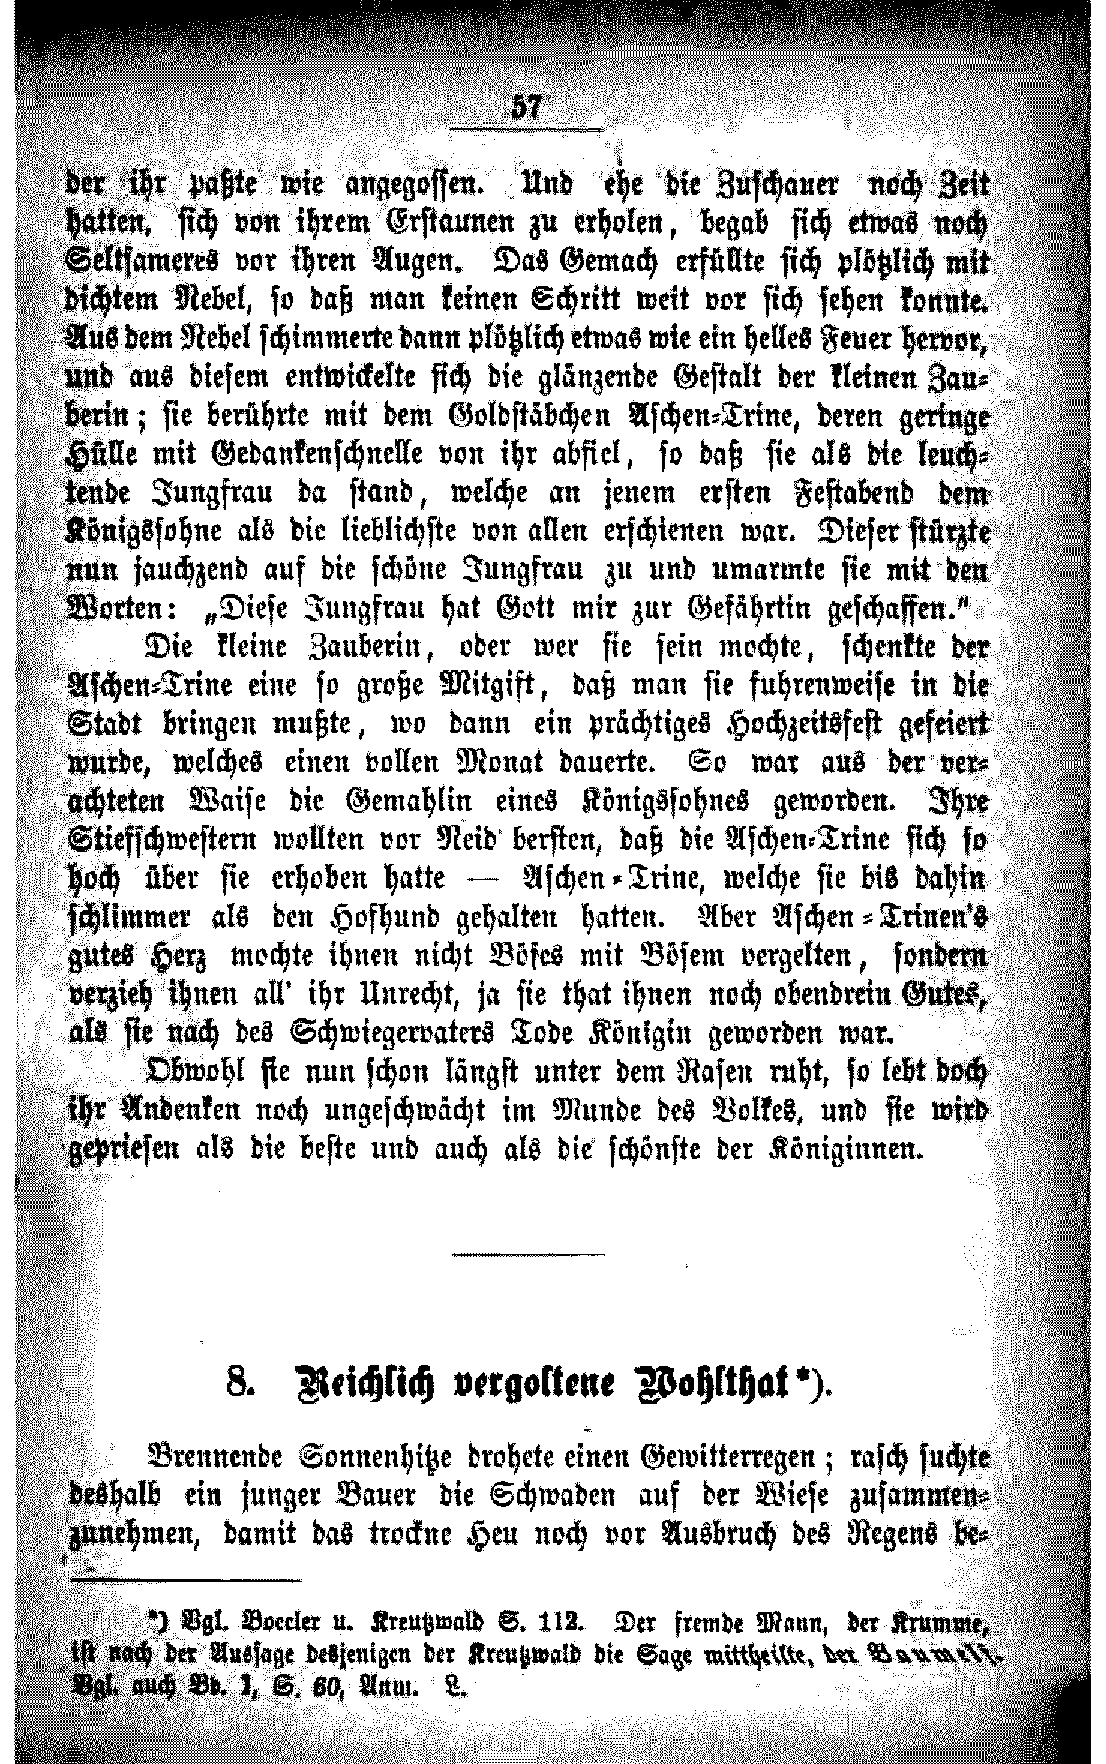 57
der ihr paßte wie angegossen. Und ehe die Zuschauer noch Zeit
hatten, sich von ihrem Erstaunen zu erholen, begab sich etwas noch
Seltsameres vor ihren Augen. Das Gemach erfüllte sich plötzlich mit
dichtem Nebel, so daß man keinen Schritt weit vor sich sehen konnte.
Aus dem Nebel schimmerte dann plötzlich etwas wie ein helles Feuer hervor,
und aus diesem entwickelte sich die glänzende Gestalt der kleinen Zau-
berin; sie berührte mit dem Goldstäbchen Aschen-Trine, deren geringe
Hülle mit Gedankenschnelle von ihr abfiel, so daß sie als die leuch-
tende Jungfrau da stand, welche an jenem ersten Festabend dem
Königssohne als die lieblichste von allen erschienen war. Dieser stürzte
nun jauchzend auf die schöne Jungfrau zu und umarmte sie mit den
Worten: „Diese Jungfrau hat Gott mir zur Gefährtin geschaffen."
Die kleine Zauberin, oder wer sie sein mochte, schenkte der
Aschen-Trine eine so große Mitgift, daß man sie fuhrenweise in die
Stadt bringen mußte, wo dann ein prächtiges Hochzeitsfest gefeiert
wurde, welches einen vollen Monat dauerte. So war aus der ver-
achteten Waise die Gemahlin eines Königssohnes geworden. Ihre
Stiefschwestern wollten vor Neid bersten, daß die Aschen-Trine sich so
hoch über sie erhoben hatte — Aschen-Trine, welche sie bis dahin
schlimmer als den Hofhund gehalten hatten. Aber Aschen-Trinen's
gutes Herz mochte ihnen nicht Böses mit Bösem vergelten, sondern
verzieh ihnen all' ihr Unrecht, ja sie that ihnen noch obendrein Gutes,
als sie nach des Schwiegervaters Tode Königin geworden war.
Obwohl sie nun schon längst unter dem Rasen ruht, so lebt doch
ihr Andenken noch ungeschwächt im Munde des Volkes, und sie wird
gepriesen als die beste und auch als die schönste der Königinnen.
8. Reichlich vergoltene Wohlthat*).
Brennende Sonnenhitze drohete einen Gewitterregen; rasch suchte
deshalb ein junger Bauer die Schwaden auf der Wiese zusammen-
zunehmen, damit das trockne Heu noch vor Ausbruch des Regens be-
*) Vgl. Boecler u. Kreutzwald S. 112. Der fremde Mann, der Krumme,
ist nach der Aussage desjenigen der Kreutzwald die Sage mittheilte, der
Vgl. auch Bd. 1, S. 60, Anm. L.